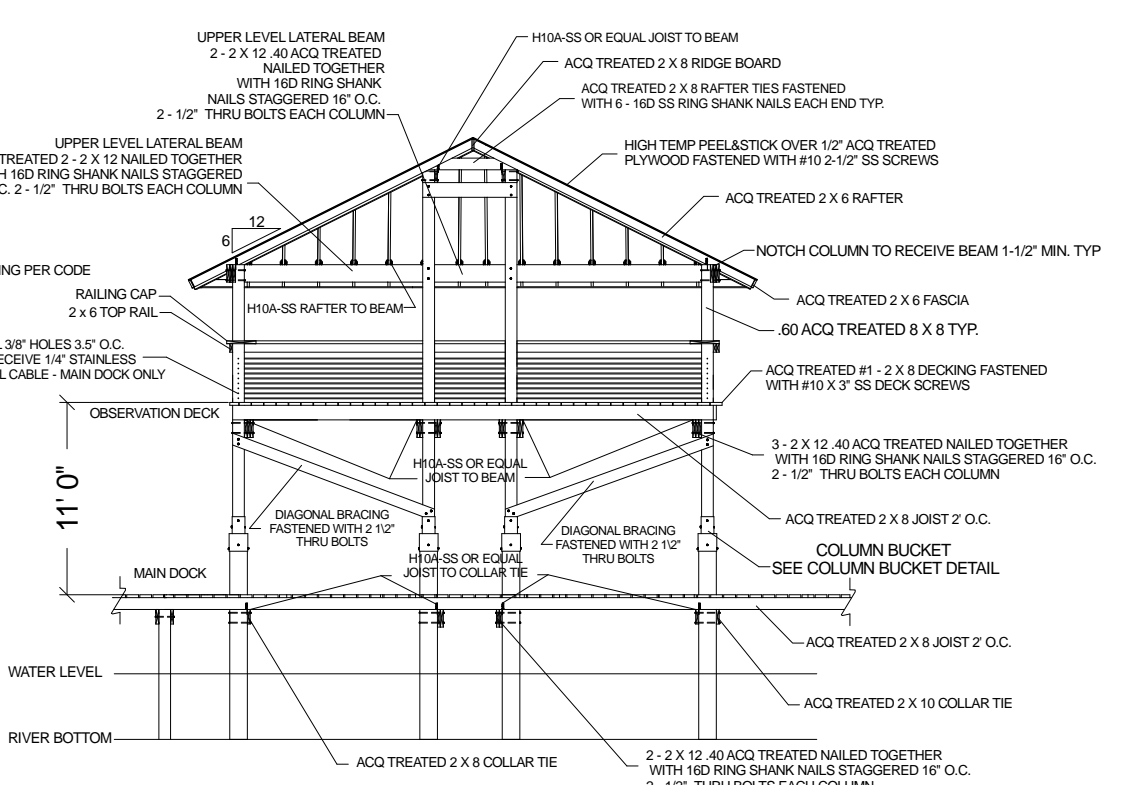 UPPER LEVEL LATERAL BEAM
2 - 2 X 12 .40 ACQ TREATED
NAILED TOGETHER
WITH 16D RING SHANK
NAILS STAGGERED 16" O.C.
2 - 1/2" THRU BOLTS EACH COLUMN
H10A-SS OR EQUAL JOIST TO BEAM
ACQ TREATED 2 X 8 RIDGE BOARD
ACQ TREATED 2 X 8 RAFTER TIES FASTENED
WITH 6 - 16D SS RING SHANK NAILS EACH END TYP.
UPPER LEVEL LATERAL BEAM
TREATED 2 - 2 X 12 NAILED TOGETHER
16D RING SHANK NAILS STAGGERED
2 - 1/2" THRU BOLTS EACH COLUMN
HIGH TEMP PEEL&STICK OVER 1/2" ACQ TREATED
PLYWOOD FASTENED WITH #10 2-1/2" SS SCREWS
ACQ TREATED 2 X 6 RAFTER
12
6
NOTCH COLUMN TO RECEIVE BEAM 1-1/2" MIN. TYP
PER CODE
RAILING CAP
2 x 6 TOP RAIL
H10A-SS RAFTER TO BEAM
ACQ TREATED 2 X 6 FASCIA
.60 ACQ TREATED 8 X 8 TYP.
3/8" HOLES 3.5" O.C.
1/4" STAINLESS
CABLE - MAIN DOCK ONLY
ACQ TREATED #1 - 2 X 8 DECKING FASTENED
WITH #10 X 3" SS DECK SCREWS
OBSERVATION DECK
11' 0"
H10A-SS OR EQUAL
JOIST TO BEAM
3 - 2 X 12 .40 ACQ TREATED NAILED TOGETHER
WITH 16D RING SHANK NAILS STAGGERED 16" O.C.
2 - 1/2" THRU BOLTS EACH COLUMN
DIAGONAL BRACING
FASTENED WITH 2 1\2"
THRU BOLTS
DIAGONAL BRACING
FASTENED WITH 2 1\2"
THRU BOLTS
ACQ TREATED 2 X 8 JOIST 2' O.C.
COLUMN BUCKET
SEE COLUMN BUCKET DETAIL
H10A-SS OR EQUAL
JOIST TO COLLAR TIE
MAIN DOCK
ACQ TREATED 2 X 8 JOIST 2' O.C.
WATER LEVEL
ACQ TREATED 2 X 10 COLLAR TIE
RIVER BOTTOM
ACQ TREATED 2 X 8 COLLAR TIE
2 - 2 X 12 .40 ACQ TREATED NAILED TOGETHER
WITH 16D RING SHANK NAILS STAGGERED 16" O.C.
THRU BOLTS EACH COLUMN